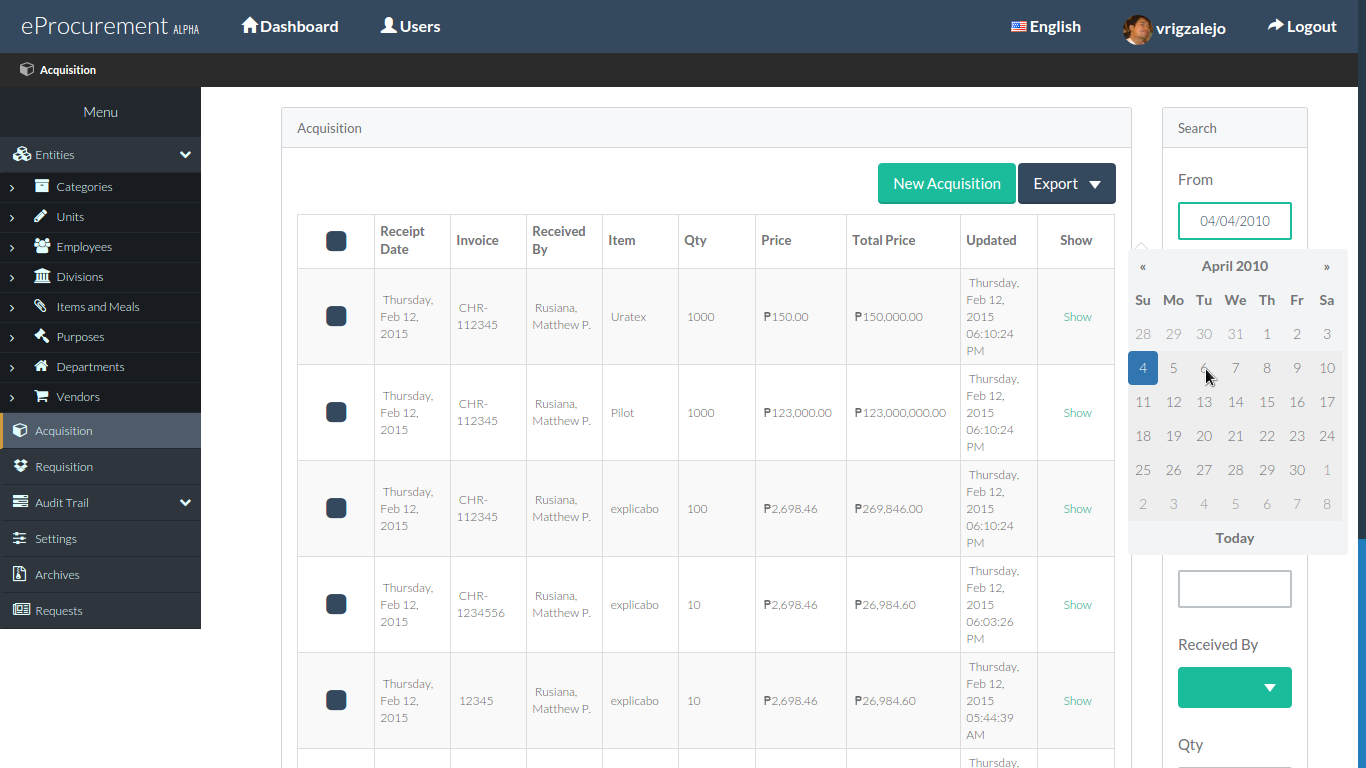 eProcurement ALPHA
Dashboard
Users
English
vrigzalejo
Logout
Acquisition
Menu
Entities
Categories
Units
Employees
Divisions
Items and Meals
Purposes
Departments
Vendors
Acquisition
Requisition
Audit Trail
Settings
Archives
Requests
Acquisition
New Acquisition
Export
Receipt
Date
Invoice
Received
By
Item
Qty
Price
Total Price
Updated
Show
Thursday,
Feb 12,
2015
CHR-
112345
Rusiana,
Matthew P.
Uratex
1000
₱150.00
₱150,000.00
Thursday,
Feb 12,
2015
06:10:24
PM
Show
Thursday,
Feb 12,
2015
CHR-
112345
Rusiana,
Matthew P.
Pilot
1000
₱123,000.00
₱123,000,000.00
Thursday,
Feb 12,
2015
06:10:24
PM
Show
Thursday,
Feb 12,
2015
CHR-
112345
Rusiana,
Matthew P.
explicabo
100
₱2,698.46
₱269,846.00
Thursday,
Feb 12,
2015
06:10:24
PM
Show
Thursday,
Feb 12,
2015
CHR-
1234556
Rusiana,
Matthew P.
explicabo
10
₱2,698.46
₱26,984.60
Thursday,
Feb 12,
2015
06:03:26
PM
Show
Thursday,
Feb 12,
2015
12345
Rusiana,
Matthew P.
explicabo
10
₱2,698.46
₱26,984.60
Thursday,
Feb 12,
2015
05:44:39
AM
Show
Thursday,
Search
From
04/04/2010
« April 2010 »
Su Mo Tu We Th Fr Sa
28 29 30 31 1 2 3
4 5 6 7 8 9 10
11 12 13 14 15 16 17
18 19 20 21 22 23 24
25 26 27 28 29 30 1
2 3 4 5 6 7 8
Today
Received By
Qty